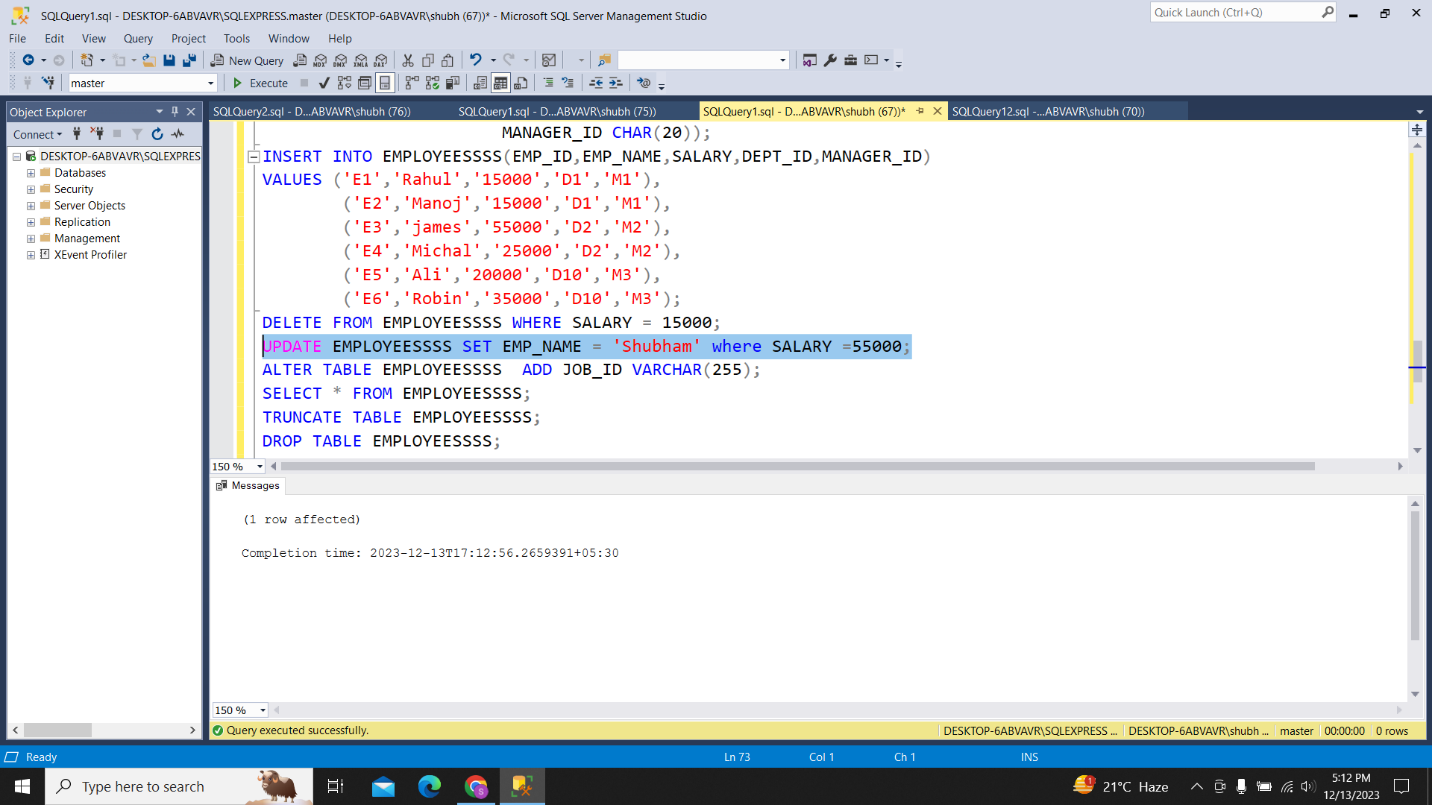 SQLQuery1.sql - DESKTOP-6ABVAVR\SQLEXPRESS.master (DESKTOP-6ABVAVR\shubh (67))* - Microsoft SQL Server Management Studio
Quick Launch (Ctrl+Q)
File Edit View Query Project Tools Window Help
New Query
MDX DMX XMLA DAX
master Execute
Object Explorer
SQLQuery2.sql - D...ABVAVR\shubh (76)) SQLQuery1.sql - D...ABVAVR\shubh (75)) SQLQuery1.sql - D...ABVAVR\shubh (67))* SQLQuery12.sql -...ABVAVR\shubh (70))
Connect
DESKTOP-6ABVAVR\SQLEXPRES
Databases
Security
Server Objects
Replication
Management
XEvent Profiler
MANAGER_ID CHAR(20));
INSERT INTO EMPLOYEESSSS(EMP_ID,EMP_NAME,SALARY,DEPT_ID,MANAGER_ID)
VALUES ('E1','Rahul','15000','D1','M1'),
('E2','Manoj','15000','D1','M1'),
('E3','james','55000','D2','M2'),
('E4','Michal','25000','D2','M2'),
('E5','Ali','20000','D10','M3'),
('E6','Robin','35000','D10','M3');
DELETE FROM EMPLOYEESSSS WHERE SALARY = 15000;
UPDATE EMPLOYEESSSS SET EMP_NAME = 'Shubham' where SALARY =55000;
ALTER TABLE EMPLOYEESSSS  ADD JOB_ID VARCHAR(255);
SELECT * FROM EMPLOYEESSSS;
TRUNCATE TABLE EMPLOYEESSSS;
DROP TABLE EMPLOYEESSSS;
150 %
Messages
(1 row affected)
Completion time: 2023-12-13T17:12:56.2659391+05:30
150 %
Query executed successfully. DESKTOP-6ABVAVR\SQLEXPRESS ... DESKTOP-6ABVAVR\shubh ... master 00:00:00 0 rows
Ready Ln 73 Col 1 Ch 1 INS
Type here to search
S
1 21°C Haze
5:12 PM
12/13/2023